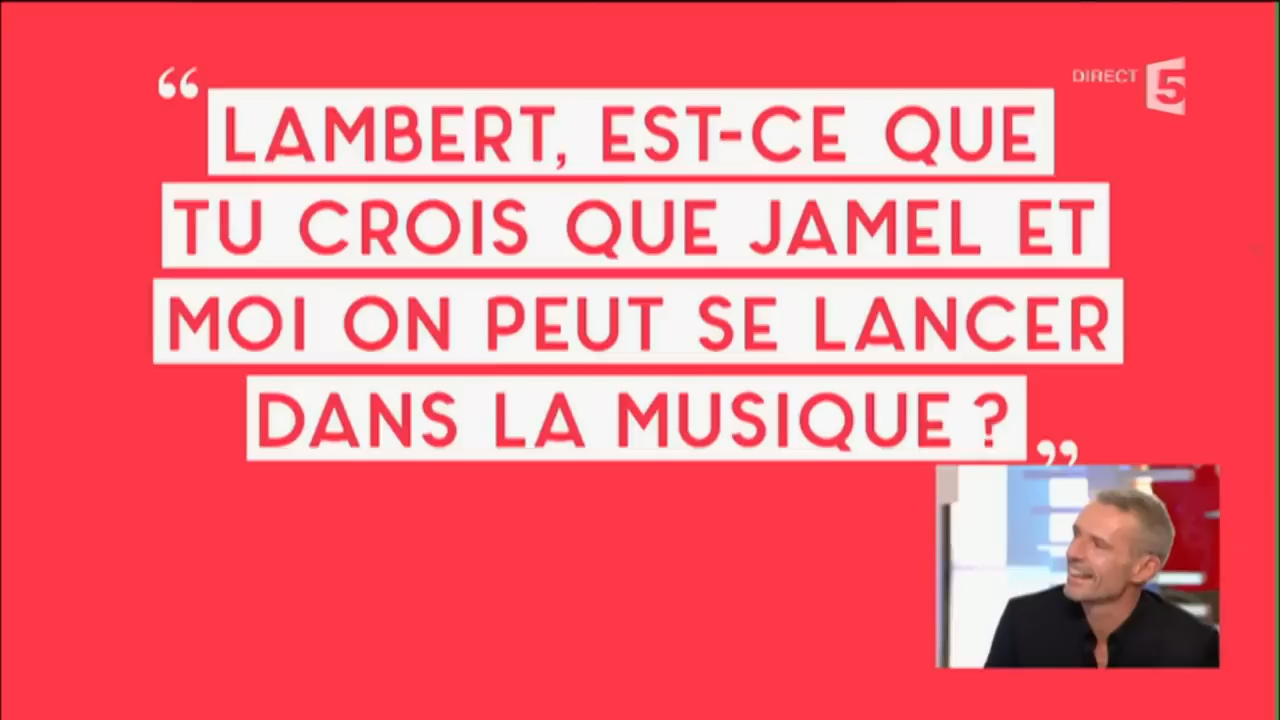 DIRECT 5
“ LAMBERT, EST-CE QUE
TU CROIS QUE JAMEL ET
MOI ON PEUT SE LANCER
DANS LA MUSIQUE ? ”